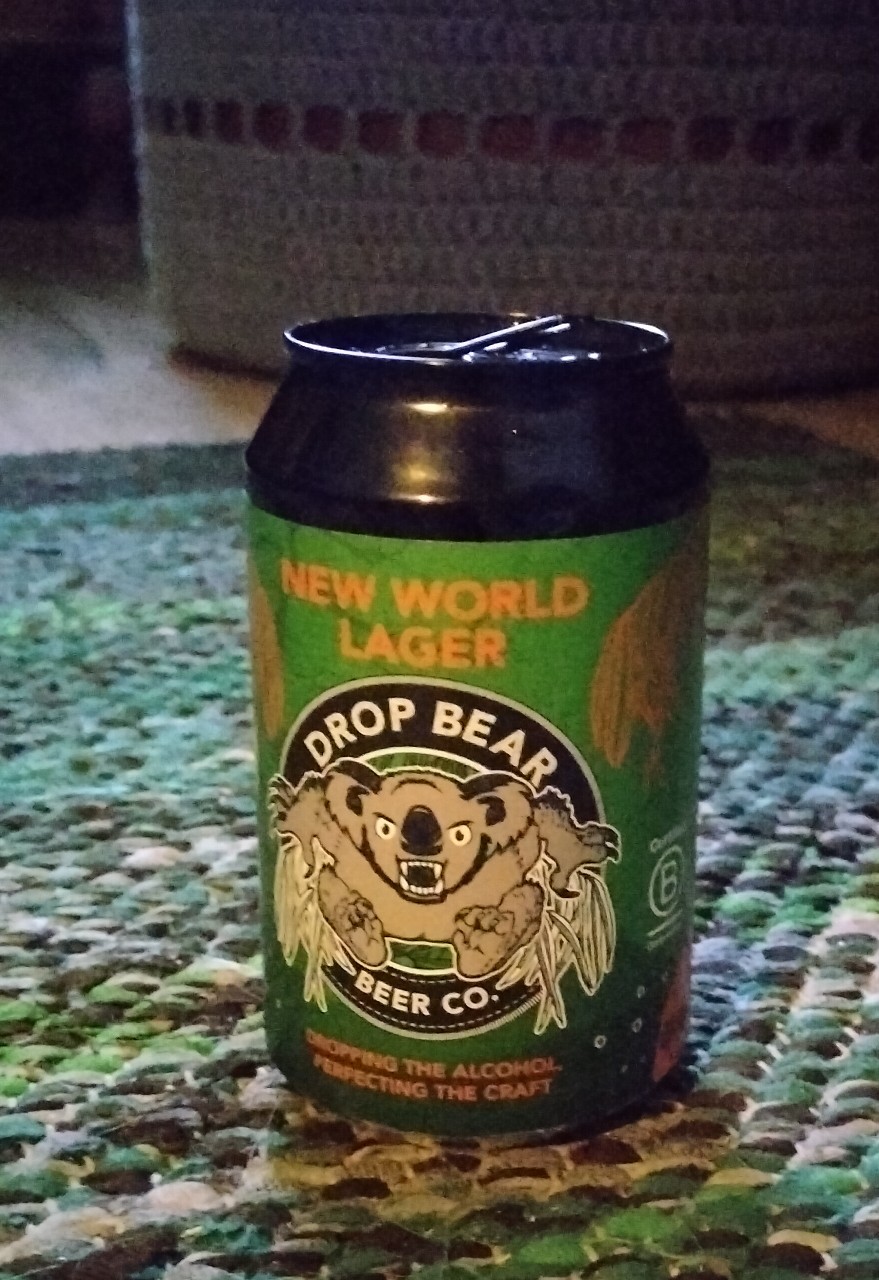 NEW WORLD
LAGER
DROP BEAR
BEER CO.
DROPPING THE ALCOHOL,
PERFECTING THE CRAFT
B